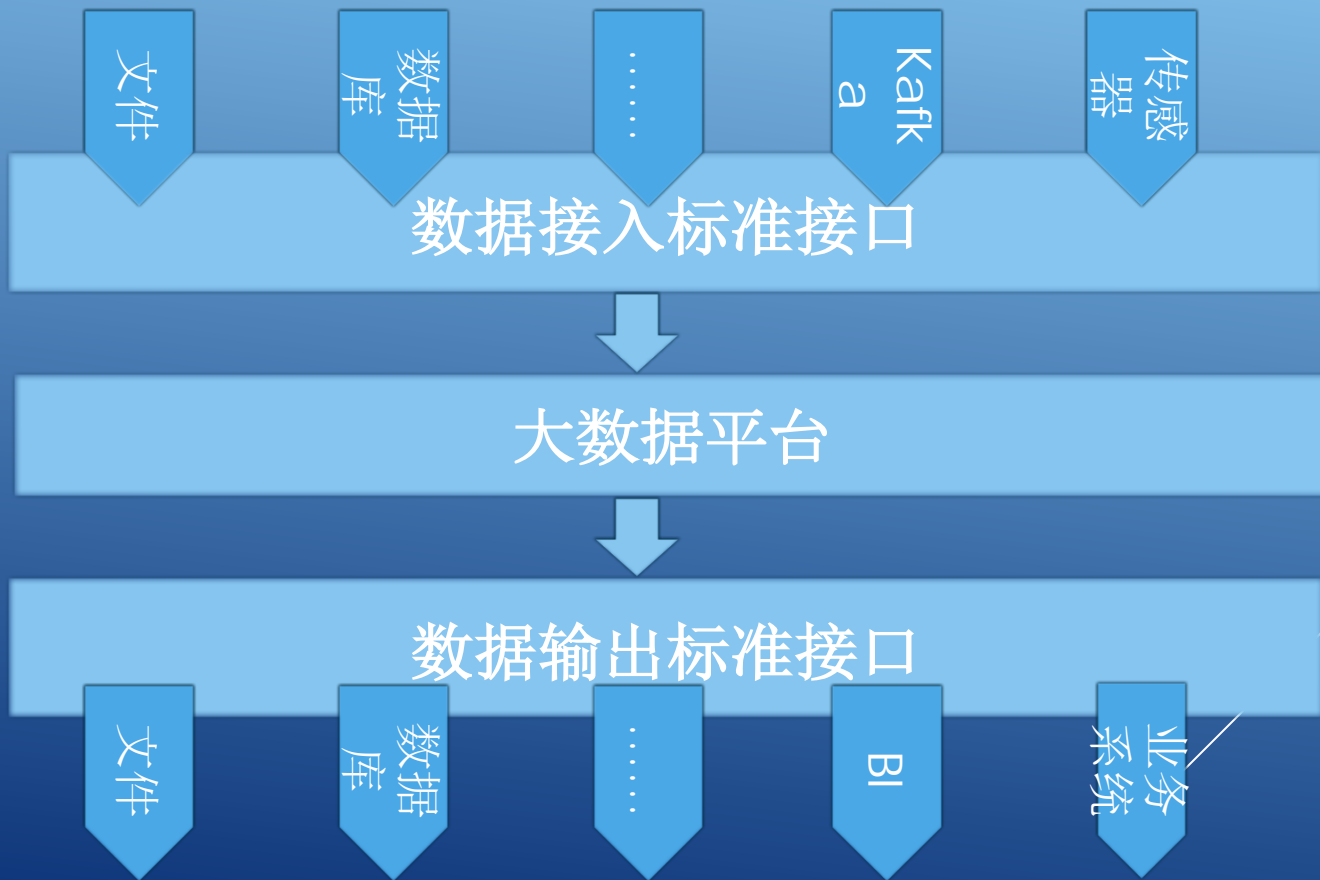 文件
数据
库
……
Kafk
a
传感
器
数据接入标准接口
大数据平台
数据输出标准接口
文件
数据
库
……
BI
业务
系统